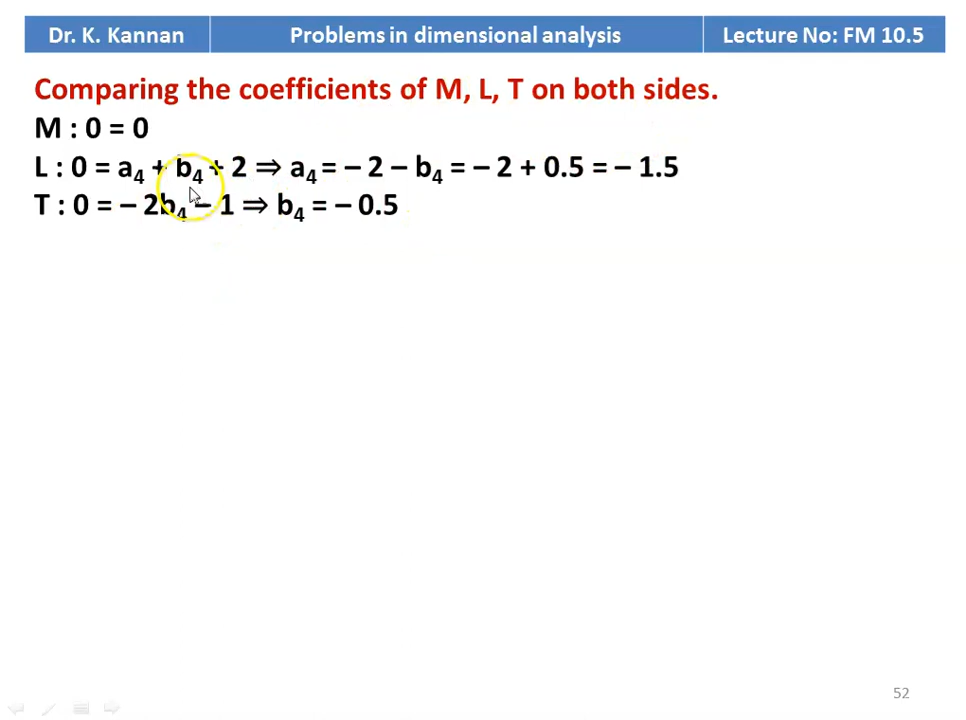 Dr. K. Kannan Problems in dimensional analysis Lecture No: FM 10.5
Comparing the coefficients of M, L, T on both sides.
M : 0 = 0
L : 0 = a₄ + b₄ + 2 ⇒ a₄ = – 2 – b₄ = – 2 + 0.5 = – 1.5
T : 0 = – 2b₄ – 1 ⇒ b₄ = – 0.5
52